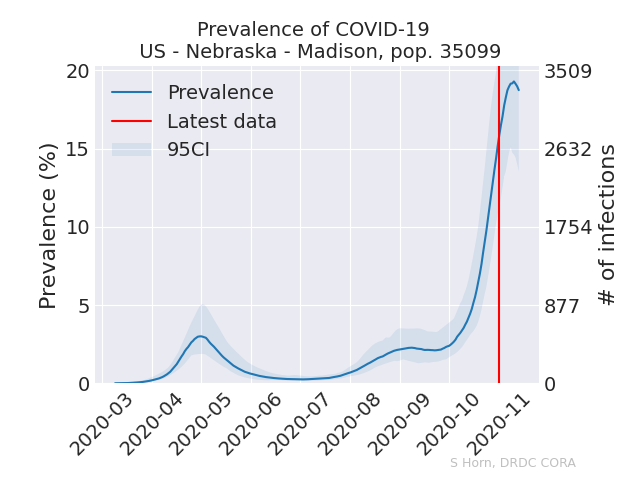 Prevalence of COVID-19
US - Nebraska - Madison, pop. 35099
Prevalence
Latest data
95CI
Prevalence (%)
20
15
10
5
0
3509
2632
1754
877
0
# of infections
2020-03
2020-04
2020-05
2020-06
2020-07
2020-08
2020-09
2020-10
2020-11
S Horn, DRDC CORA